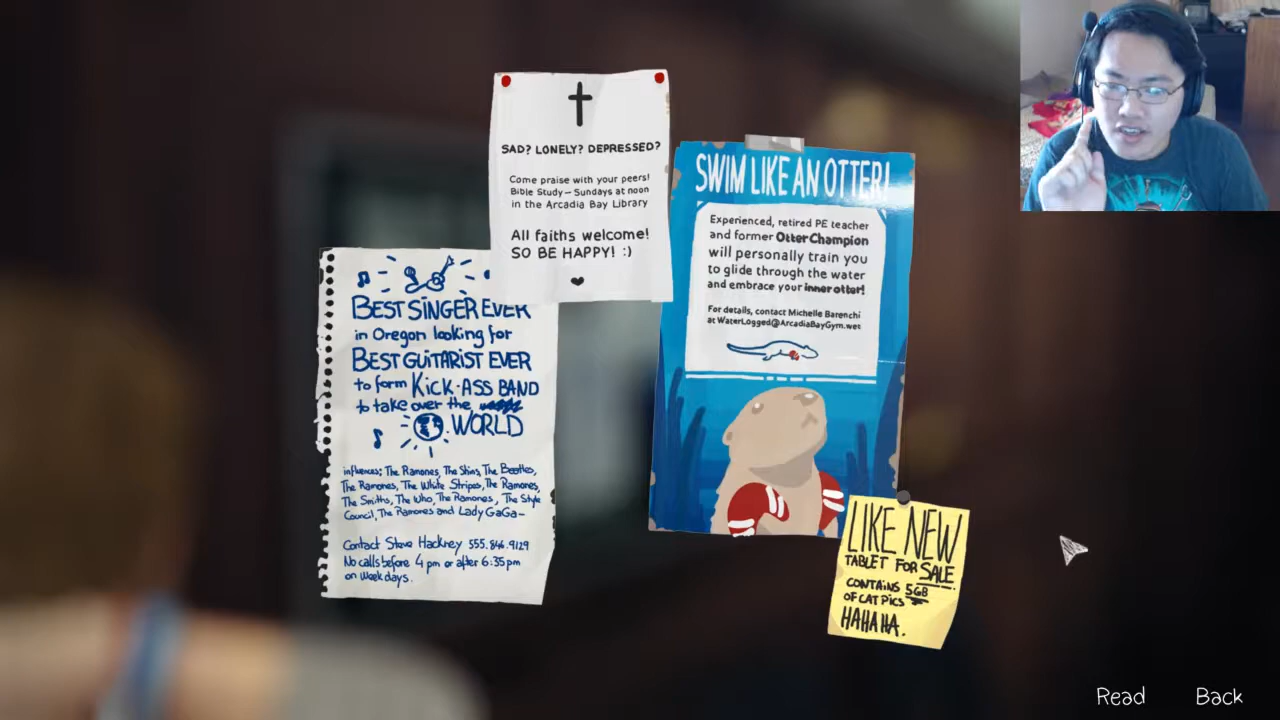 SAD? LONELY? DEPRESSED?
Come praise with your peers!
Bible Study - Sundays at noon
in the Arcadia Bay Library
All faiths welcome!
SO BE HAPPY! :)
SWIM LIKE AN OTTER!
Experienced, retired PE teacher
and former Otter Champion
will personally train you
to glide through the water
and embrace your inner otter!
For details, contact Michelle Barenchi
at WaterLogged@ArcadiaBayGym.wet
BEST SINGER EVER
in Oregon looking for
BEST GUITARIST EVER
to form KICK-ASS BAND
to take over the
WORLD
influences: The Ramones, The Shins, The Beatles,
The Ramones, The White Stripes, The Ramones,
The Smiths, The Who, The Ramones, The Style
Council, The Ramones and Lady GaGa-
Contact Steve Hackney 555.846.9129
No calls before 4 pm or after 6:35pm
on weekdays.
LIKE NEW
TABLET FOR SALE
CONTAINS 5GB
OF CAT PICS
HAHAHA.
Read
Back